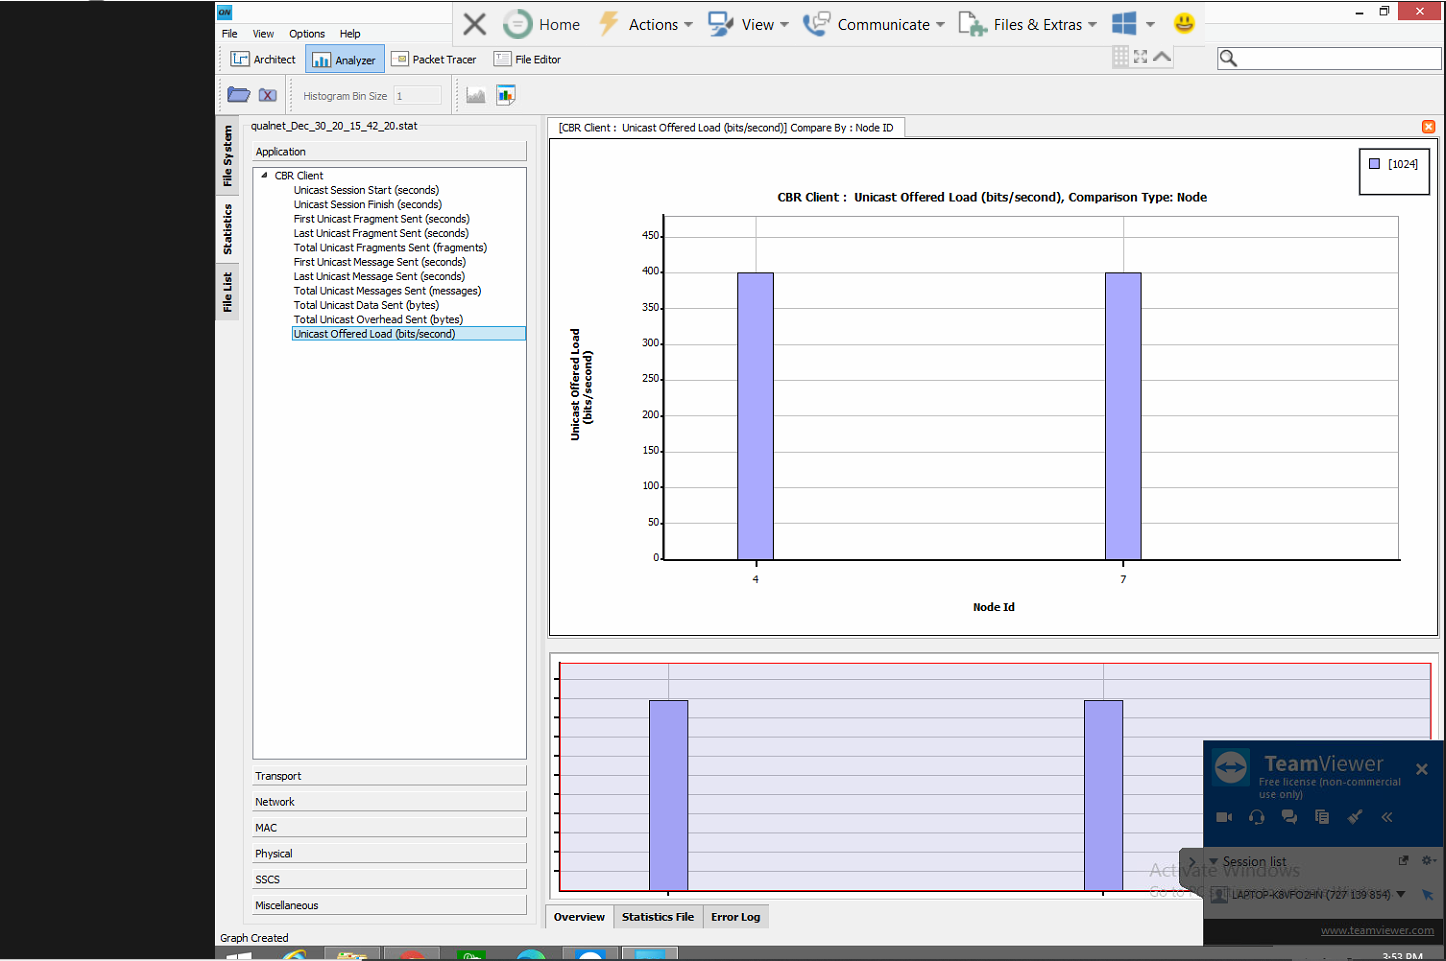 QN
Home
Actions
View
Communicate
Files & Extras
File View Options Help
Architect
Analyzer
Packet Tracer
File Editor
Histogram Bin Size 1
File System
Statistics
File List
qualnet_Dec_30_20_15_42_20.stat
Application
CBR Client
Unicast Session Start (seconds)
Unicast Session Finish (seconds)
First Unicast Fragment Sent (seconds)
Last Unicast Fragment Sent (seconds)
Total Unicast Fragments Sent (fragments)
First Unicast Message Sent (seconds)
Last Unicast Message Sent (seconds)
Total Unicast Messages Sent (messages)
Total Unicast Data Sent (bytes)
Total Unicast Overhead Sent (bytes)
Unicast Offered Load (bits/second)
Transport
Network
MAC
Physical
SSCS
Miscellaneous
Graph Created
[CBR Client : Unicast Offered Load (bits/second)] Compare By : Node ID
[1024]
CBR Client : Unicast Offered Load (bits/second), Comparison Type: Node
450
400
350
300
250
200
150
100
50
0
Unicast Offered Load
(bits/second)
4
7
Node Id
Overview
Statistics File
Error Log
TeamViewer
Free license (non-commercial
use only)
Session list
Activate Windows
LAPTOP-K8VFO2HN (727 139 854)
www.teamviewer.com
3:53 PM